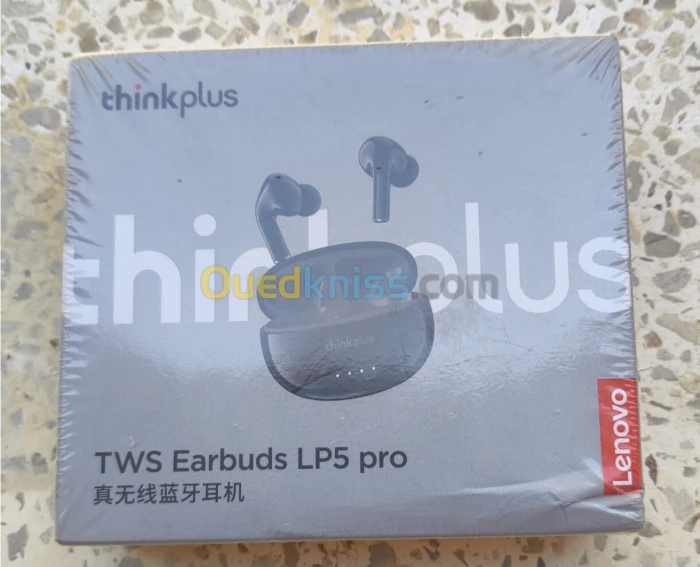 thinkplus
thinkplus
Ouedkniss.com
thinkplus
Lenovo
TWS Earbuds LP5 pro
真无线蓝牙耳机